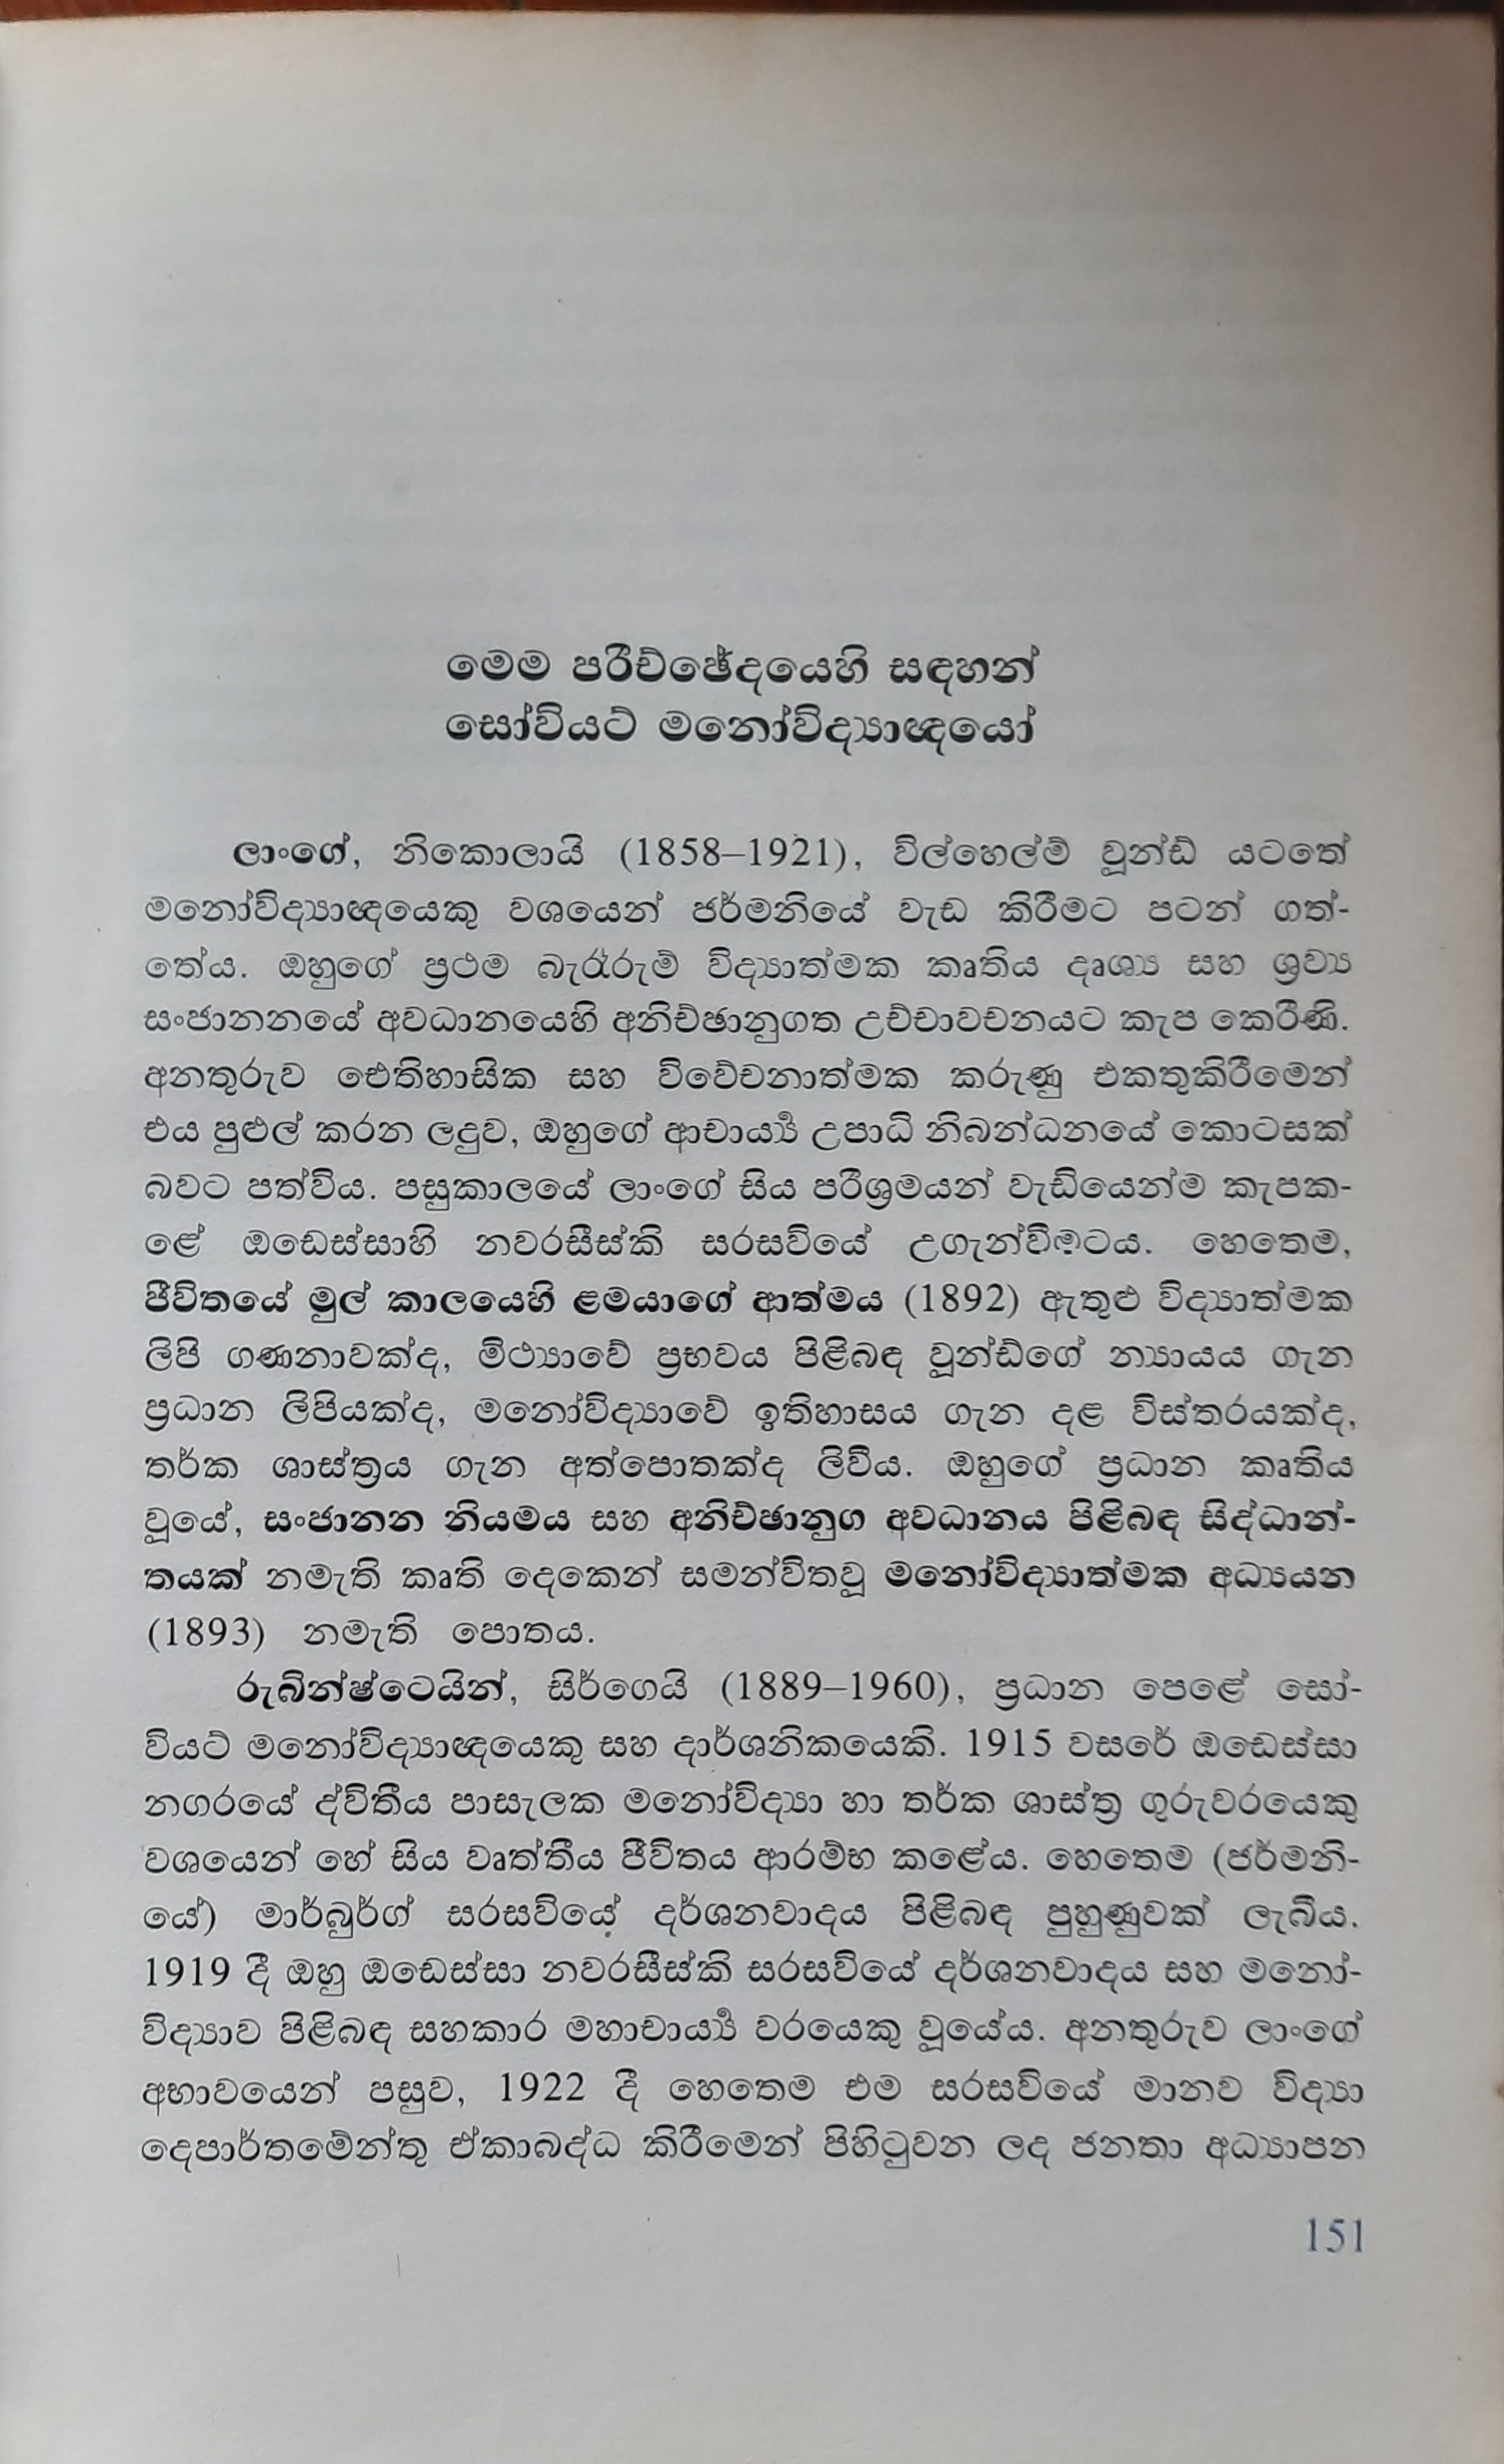 මෙම පරිච්ඡේදයෙහි සඳහන්
සෝවියට් මනෝවිද්‍යාඥයෝ
ලාංගේ, නිකොලායි (1858–1921), විල්හෙල්ම් වූන්ඩ් යටතේ
මනෝවිද්‍යාඥයෙකු වශයෙන් ජර්මනියේ වැඩ කිරීමට පටන් ගත්-
තේය. ඔහුගේ ප්‍රථම බැරෑරුම් විද්‍යාත්මක කෘතිය දෘශ්‍ය සහ ශ්‍රව්‍ය
සංජානනයේ අවධානයෙහි අනිච්ඡානුගත උච්චාවචනයට කැප කෙරිණි.
අනතුරුව ඓතිහාසික සහ විවේචනාත්මක කරුණු එකතුකිරීමෙන්
එය පුළුල් කරන ලදුව, ඔහුගේ ආචාර්‍ය්‍ය උපාධි නිබන්ධනයේ කොටසක්
බවට පත්විය. පසුකාලයේ ලාංගේ සිය පරිශ්‍රමයන් වැඩියෙන්ම කැපක-
ළේ ඔඩෙස්සාහි නවරසීස්කි සරසවියේ ඉගැන්වීමටය. හෙතෙම,
ජීවිතයේ මුල් කාලයෙහි ළමයාගේ ආත්මය (1892) ඇතුළු විද්‍යාත්මක
ලිපි ගණනාවක්ද, මිථ්‍යාවේ ප්‍රභවය පිළිබඳ වූන්ඩ්ගේ න්‍යායය ගැන
ප්‍රධාන ලිපියක්ද, මනෝවිද්‍යාවේ ඉතිහාසය ගැන දළ විස්තරයක්ද,
තර්ක ශාස්ත්‍රය ගැන අත්පොතක්ද ලිවීය. ඔහුගේ ප්‍රධාන කෘතිය
වූයේ, සංජානන නියමය සහ අනිච්ඡානුග අවධානය පිළිබඳ සිද්ධාන්-
තයක් නමැති කෘති දෙකෙන් සමන්විතවූ මනෝවිද්‍යාත්මක අධ්‍යයන
(1893) නමැති පොතය.
රුබින්ෂ්ටෙයින්, සිර්ගෙයි (1889–1960), ප්‍රධාන පෙළේ සෝ-
වියට් මනෝවිද්‍යාඥයෙකු සහ දාර්ශනිකයෙකි. 1915 වසරේ ඔඩෙස්සා
නගරයේ ද්විතීය පාසැලක මනෝවිද්‍යා හා තර්ක ශාස්ත්‍ර ගුරුවරයෙකු
වශයෙන් හේ සිය වෘත්තීය ජීවිතය ආරම්භ කළේය. හෙතෙම (ජර්මනි-
යේ) මාර්බුර්ග් සරසවියේ දර්ශනවාදය පිළිබඳ පුහුණුවක් ලැබීය.
1919 දී ඔහු ඔඩෙස්සා නවරසීස්කි සරසවියේ දර්ශනවාදය සහ මනෝ-
විද්‍යාව පිළිබඳ සහකාර මහාචාර්‍ය්‍ය වරයෙකු වූයේය. අනතුරුව ලාංගේ
අභාවයෙන් පසුව, 1922 දී හෙතෙම එම සරසවියේ මානව විද්‍යා
දෙපාර්තමේන්තු ඒකාබද්ධ කිරීමෙන් පිහිටුවන ලද ජනතා අධ්‍යාපන
151